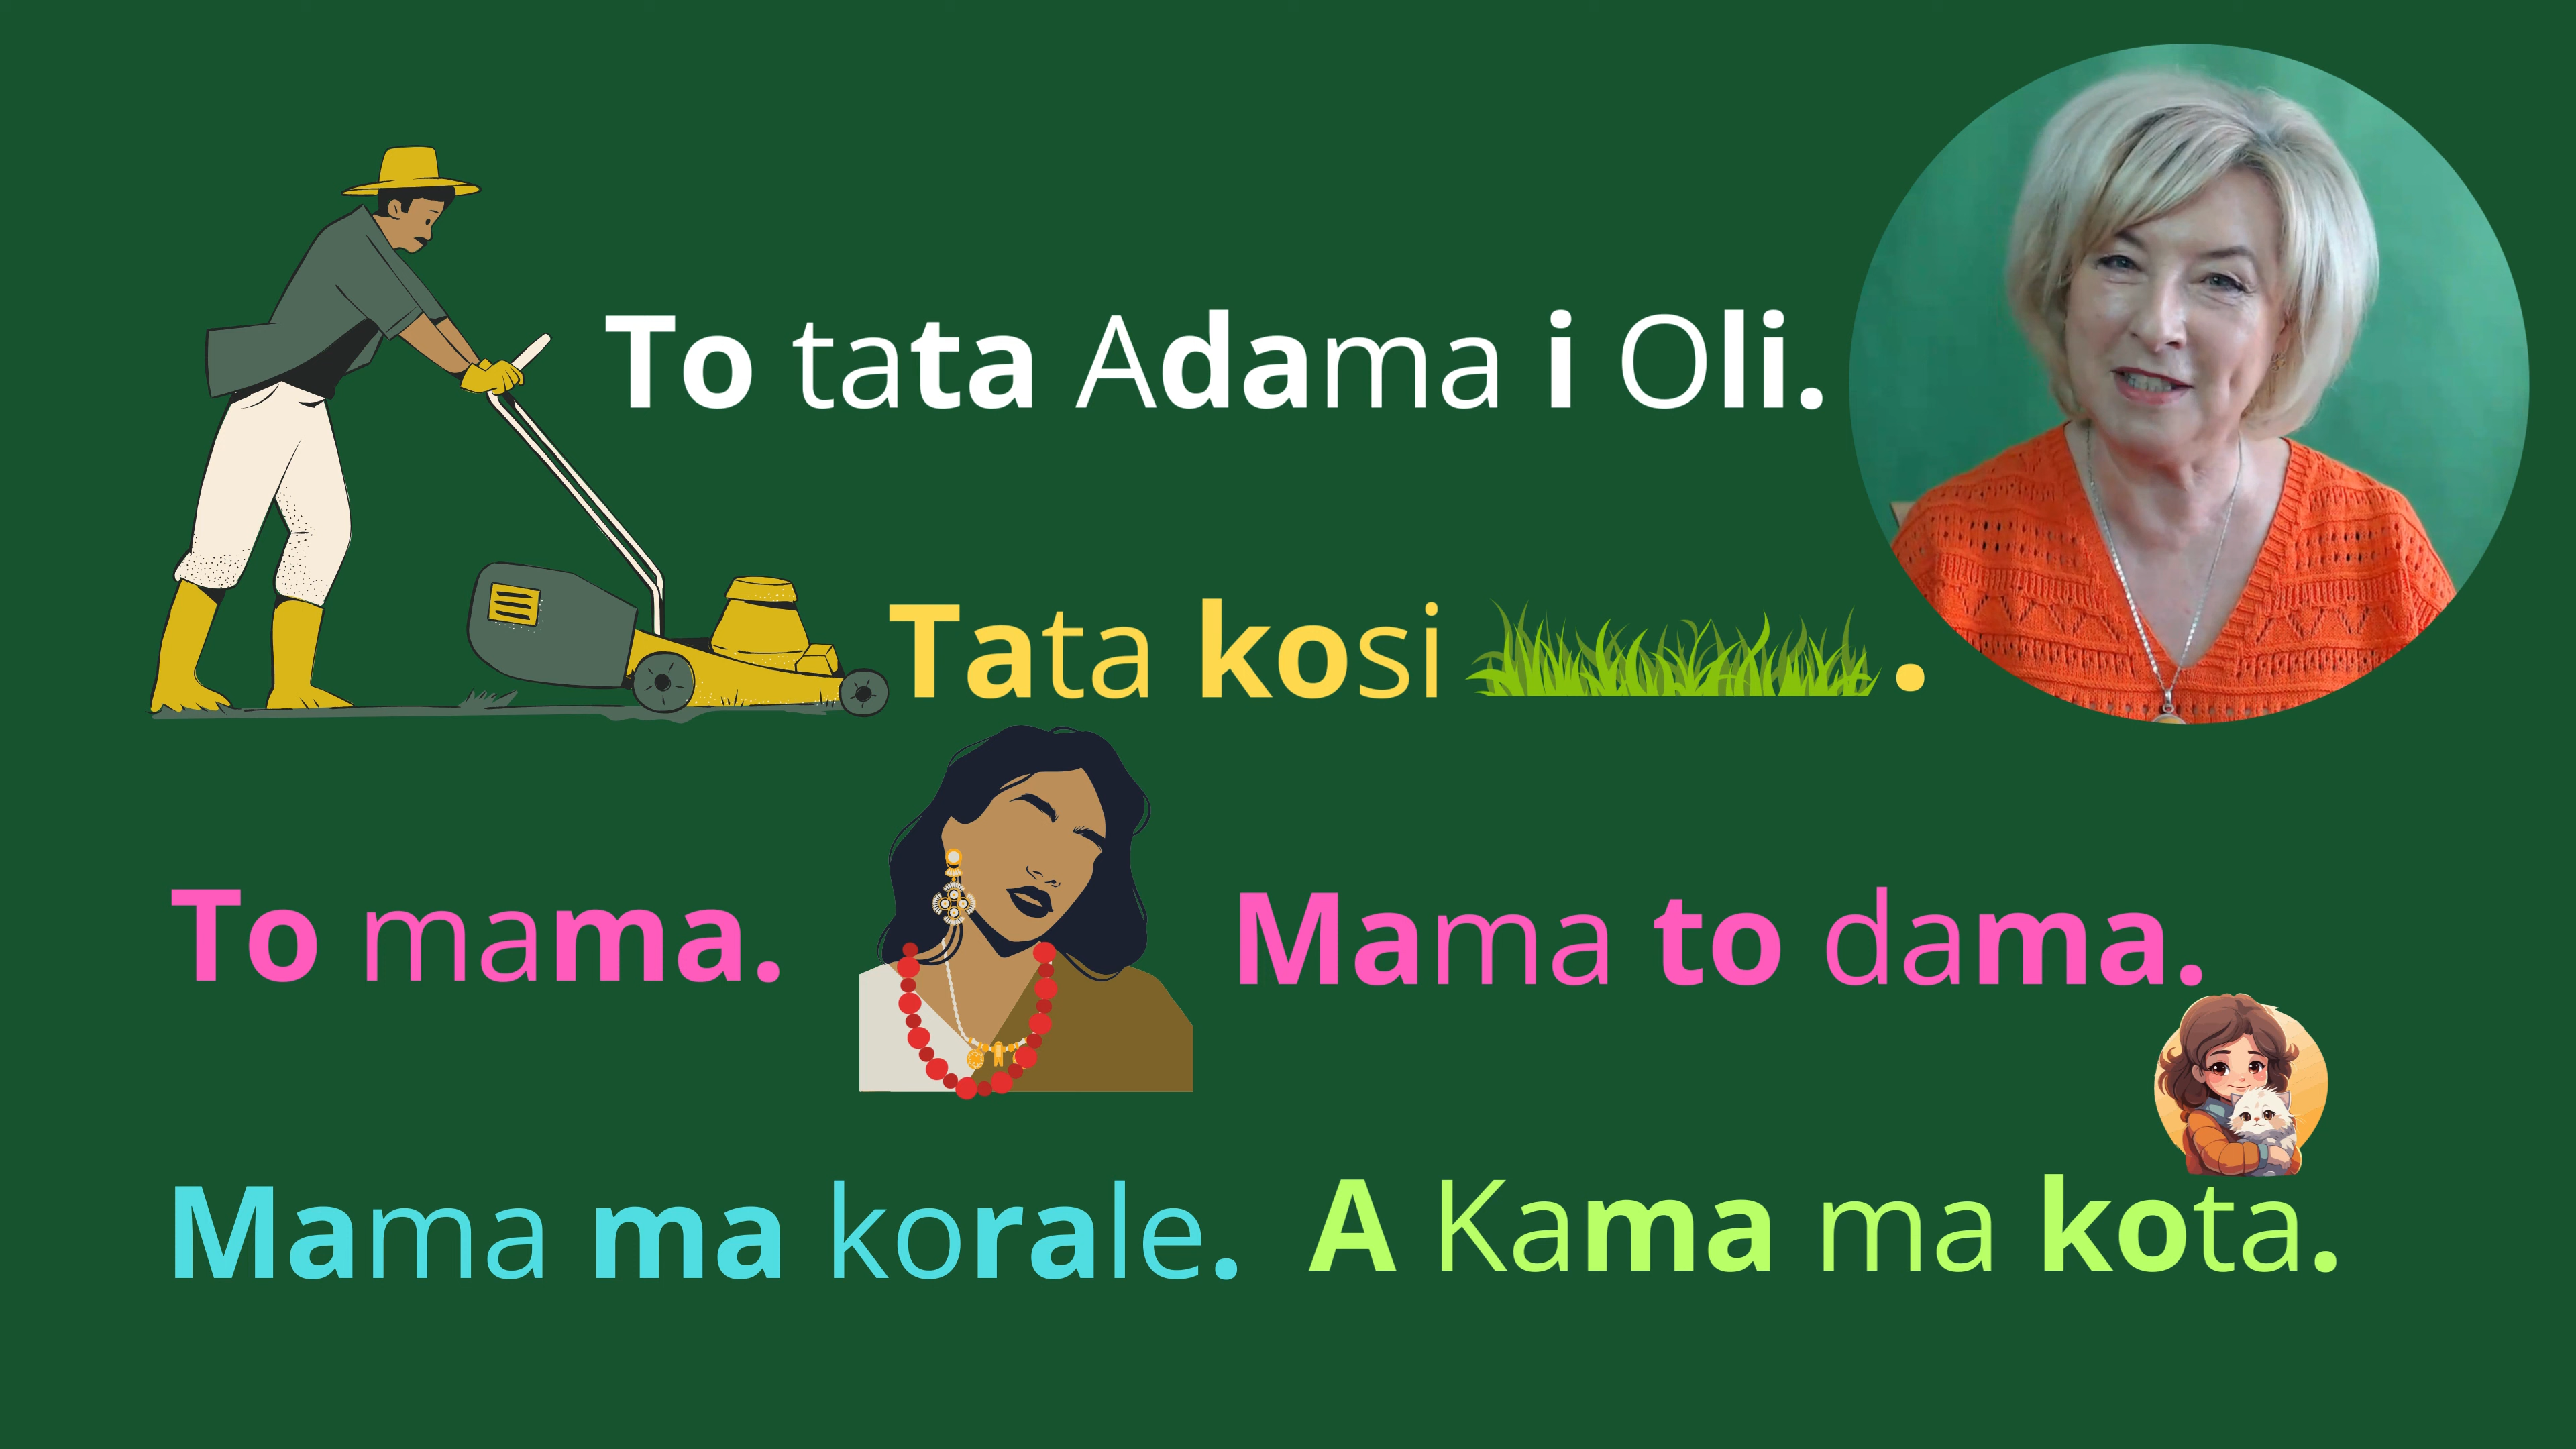 To tata Adama i Oli.
Tata kosi .
To mama. Mama to dama.
Mama ma korale. A Kama ma kota.